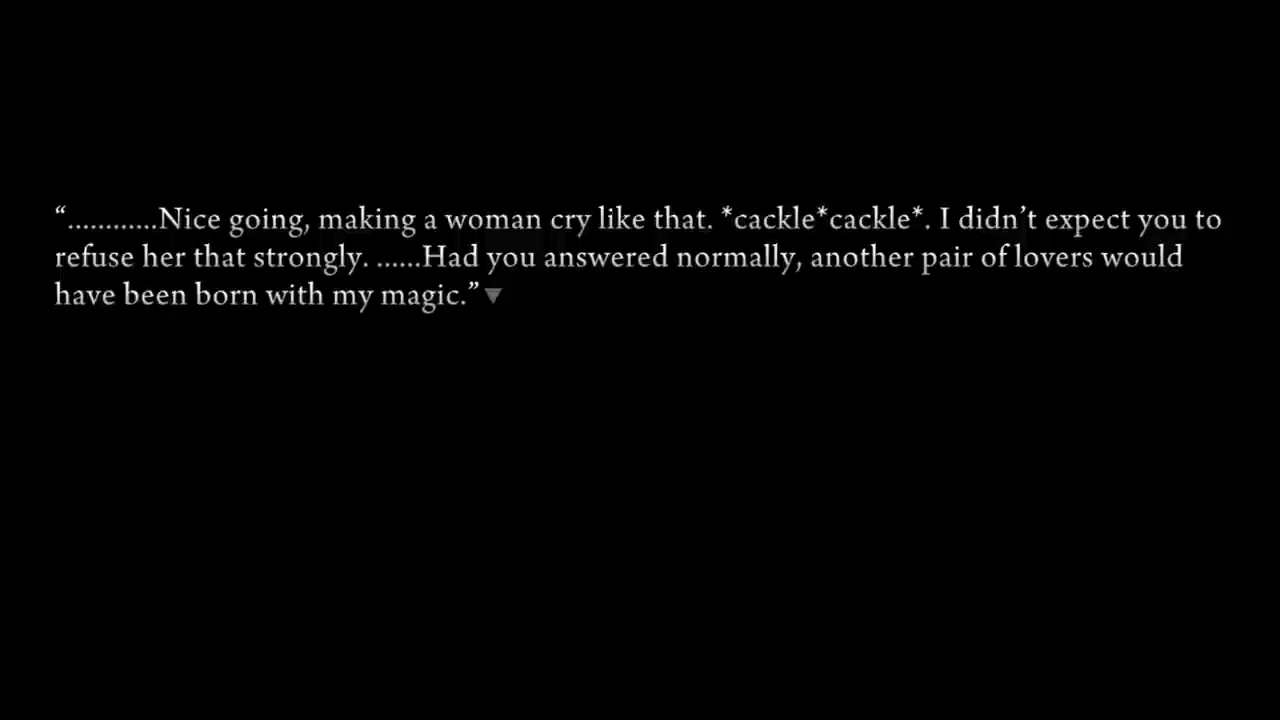 “............Nice going, making a woman cry like that. *cackle*cackle*. I didn’t expect you to
refuse her that strongly. ......Had you answered normally, another pair of lovers would
have been born with my magic.”